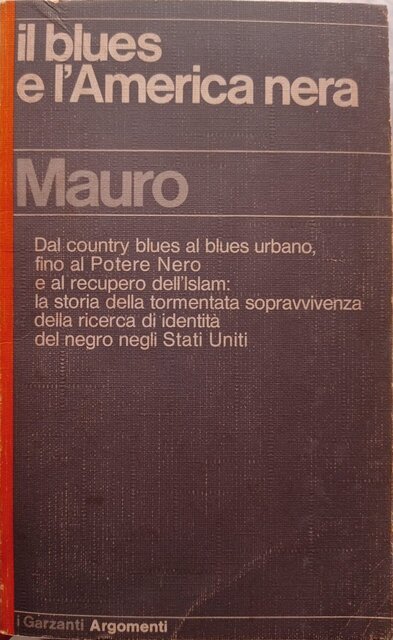 il blues
e l'America nera
Mauro
Dal country blues al blues urbano,
fino al Potere Nero
e al recupero dell'Islam:
la storia della tormentata sopravvivenza
della ricerca di identità
del negro negli Stati Uniti
i Garzanti Argomenti